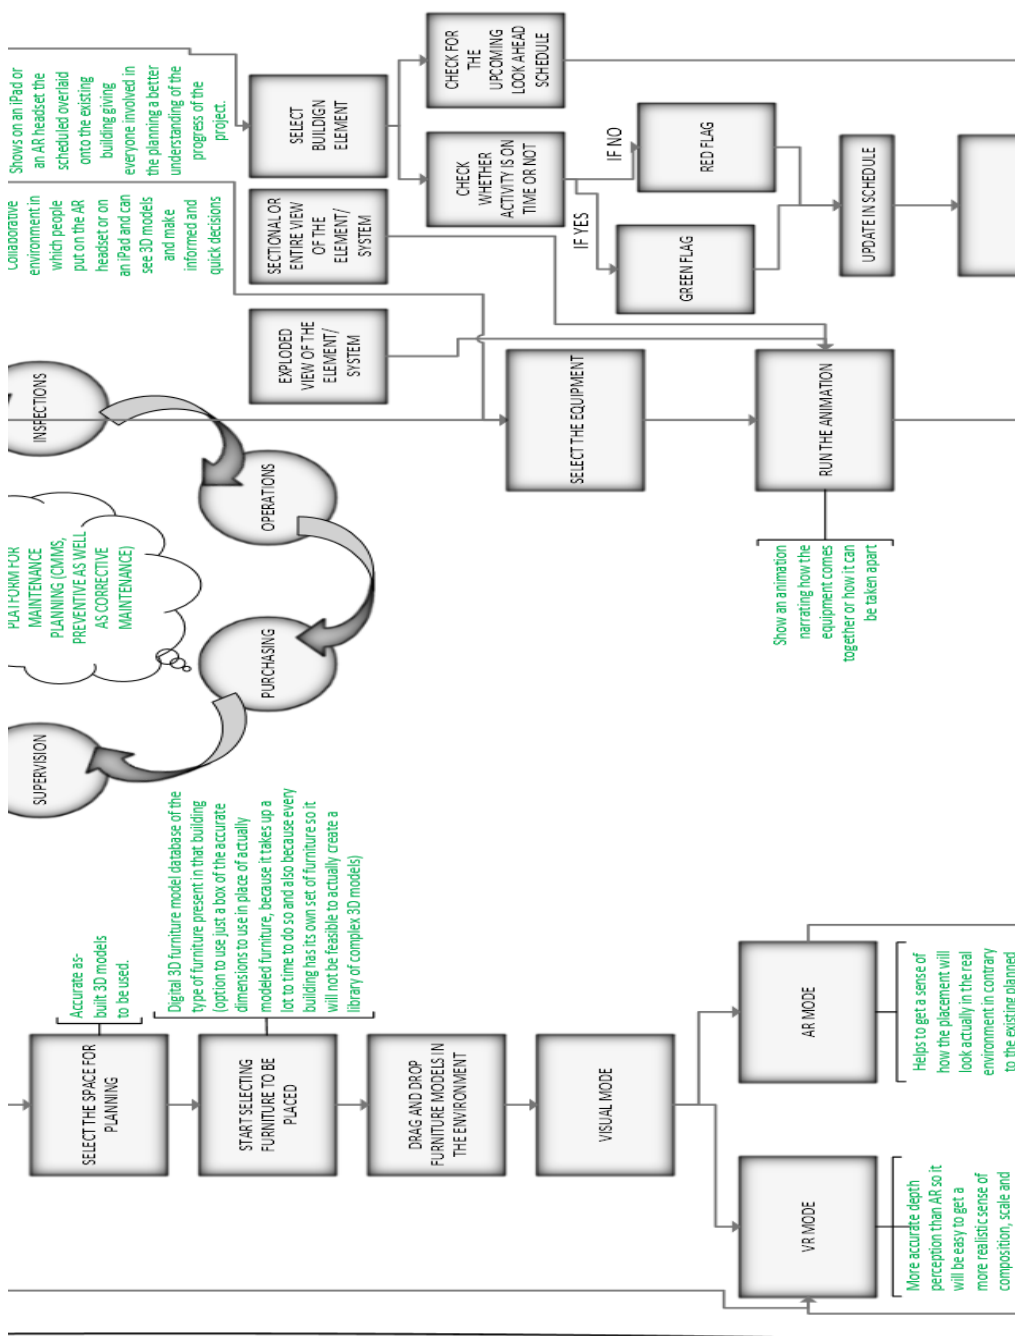 Shows on an iPad or
an AR headset the
scheduled overlaid
onto the existing
building giving
everyone involved in
the planning a better
understanding of the
progress of the
project.
SELECT
BUILDIGN
ELEMENT
CHECK FOR
THE
UPCOMING
LOOK AHEAD
SCHEDULE
CHECK
WHETHER
ACTIVITY IS ON
TIME OR NOT
IF NO
RED FLAG
IF YES
GREEN FLAG
UPDATE IN SCHEDULE
Collaborative
environment in
which people
put on the AR
headset or on
an iPad and can
see 3D models
and make
informed and
quick decisions
SECTIONAL OR
ENTIRE VIEW
OF THE
ELEMENT/
SYSTEM
EXPLODED
VIEW OF THE
ELEMENT/
SYSTEM
SELECT THE EQUIPMENT
RUN THE ANIMATION
Show an animation
narrating how the
equipment comes
together or how it can
be taken apart
INSPECTIONS
OPERATIONS
PURCHASING
SUPERVISION
PLATFORM FOR
MAINTENANCE
PLANNING (CMMS,
PREVENTIVE AS WELL
AS CORRECTIVE
MAINTENANCE)
SELECT THE SPACE FOR
PLANNING
Accurate as-
built 3D models
to be used.
START SELECTING
FURNITURE TO BE
PLACED
Digital 3D furniture model database of the
type of furniture present in that building
(option to use just a box of the accurate
dimensions to use in place of actually
modeled furniture, because it takes up a
lot to time to do so and also because every
building has its own set of furniture so it
will not be feasible to actually create a
library of complex 3D models)
DRAG AND DROP
FURNITURE MODELS IN
THE ENVIRONMENT
VISUAL MODE
AR MODE
Helps to get a sense of
how the placement will
look actually in the real
environment in contrary
to the existing planned
VR MODE
More accurate depth
perception than AR so it
will be easy to get a
more realistic sense of
composition, scale and